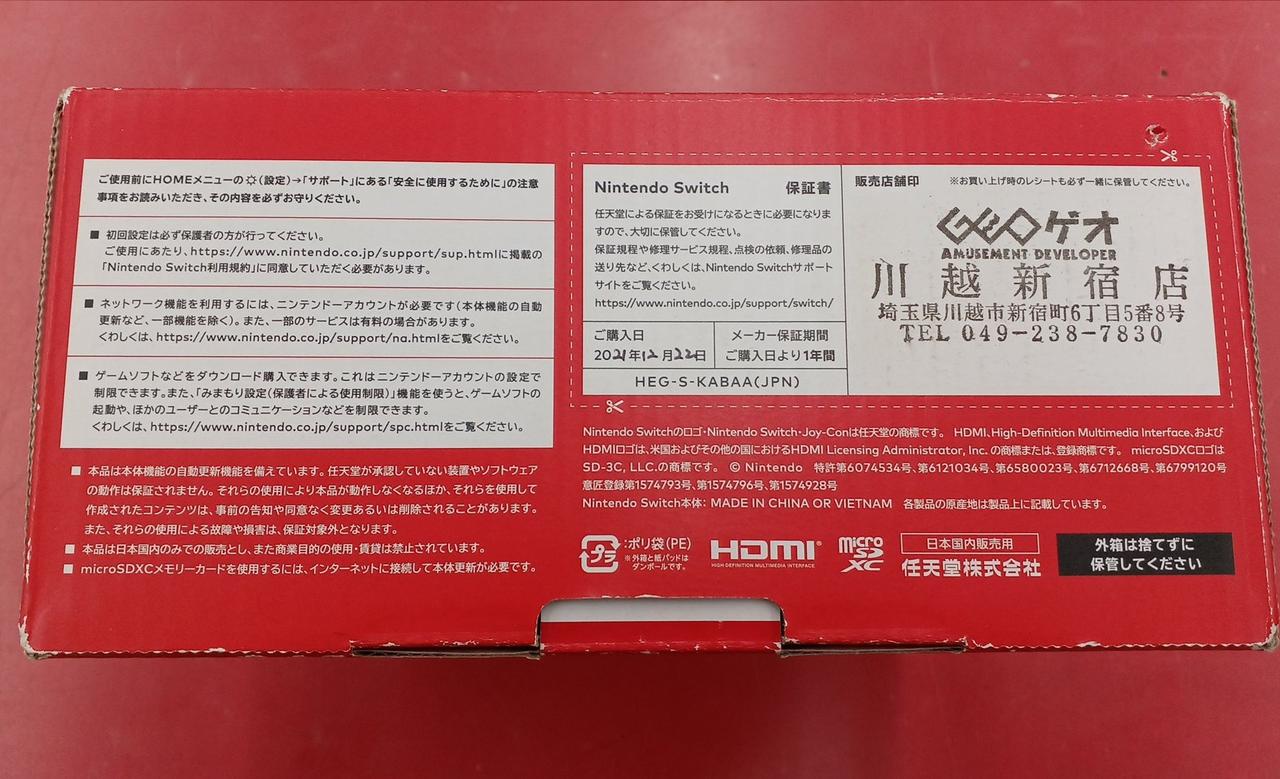 ご使用前にHOMEメニューの(設定)→「サポート」にある「安全に使用するために」の注意
事項をお読みいただき、その内容を必ずお守りください。
■ 初回設定は必ず保護者の方が行ってください。
ご使用にあたり、https://www.nintendo.co.jp/support/sup.htmlに掲載の
「Nintendo Switch利用規約」に同意していただく必要があります。
■ ネットワーク機能を利用するには、ニンテンドーアカウントが必要です(本体機能の自動
更新など、一部機能を除く)。また、一部のサービスは有料の場合があります。
くわしくは、https://www.nintendo.co.jp/support/na.htmlをご覧ください。
■ ゲームソフトなどをダウンロード購入できます。これはニンテンドーアカウントの設定で
制限できます。また、「みまもり設定(保護者による使用制限)」機能を使うと、ゲームソフトの
起動や、ほかのユーザーとのコミュニケーションなどを制限できます。
くわしくは、https://www.nintendo.co.jp/support/spc.htmlをご覧ください。
■ 本品は本体機能の自動更新機能を備えています。任天堂が承認していない装置やソフトウェア
の動作は保証されません。それらの使用により本品が動作しなくなるほか、それらを使用して
作成されたコンテンツは、事前の告知や同意なく変更あるいは削除されることがあります。
また、それらの使用による故障や損害は、保証対象外となります。
■ 本品は日本国内のみでの販売とし、また商業目的の使用・賃貸は禁止されています。
■ microSDXCメモリーカードを使用するには、インターネットに接続して本体更新が必要です。
Nintendo Switch 保証書
任天堂による保証をお受けになるときに必要になりま
すので、大切に保管してください。
保証規程や修理サービス規程、点検の依頼、修理品の
送り先など、くわしくは、Nintendo Switchサポート
サイトをご覧ください。
https://www.nintendo.co.jp/support/switch/
ご購入日
2021年12月22日
メーカー保証期間
ご購入日より1年間
HEG-S-KABAA(JPN)
販売店舗印 ※お買い上げ時のレシートも必ず一緒に保管してください。
GEOゲオ
AMUSEMENT DEVELOPER
川越新宿店
埼玉県川越市新宿町6丁目5番8号
TEL 049-238-7830
Nintendo Switchのロゴ・Nintendo Switch・Joy-Conは任天堂の商標です。 HDMI、High-Definition Multimedia Interface、および
HDMIロゴは、米国およびその他の国におけるHDMI Licensing Administrator, Inc. の商標または、登録商標です。 microSDXCロゴは
SD-3C, LLC.の商標です。 © Nintendo 特許第6074534号、第6121034号、第6580023号、第6712668号、第6799120号
意匠登録第1574793号、第1574796号、第1574928号
Nintendo Switch本体: MADE IN CHINA OR VIETNAM 各製品の原産地は製品上に記載しています。
プラ
:ポリ袋(PE)
※外箱と紙パッドは
ダンボールです。
HDMI®
HIGH DEFINITION MULTIMEDIA INTERFACE
micro
SD
XC
日本国内販売用
任天堂株式会社
外箱は捨てずに
保管してください